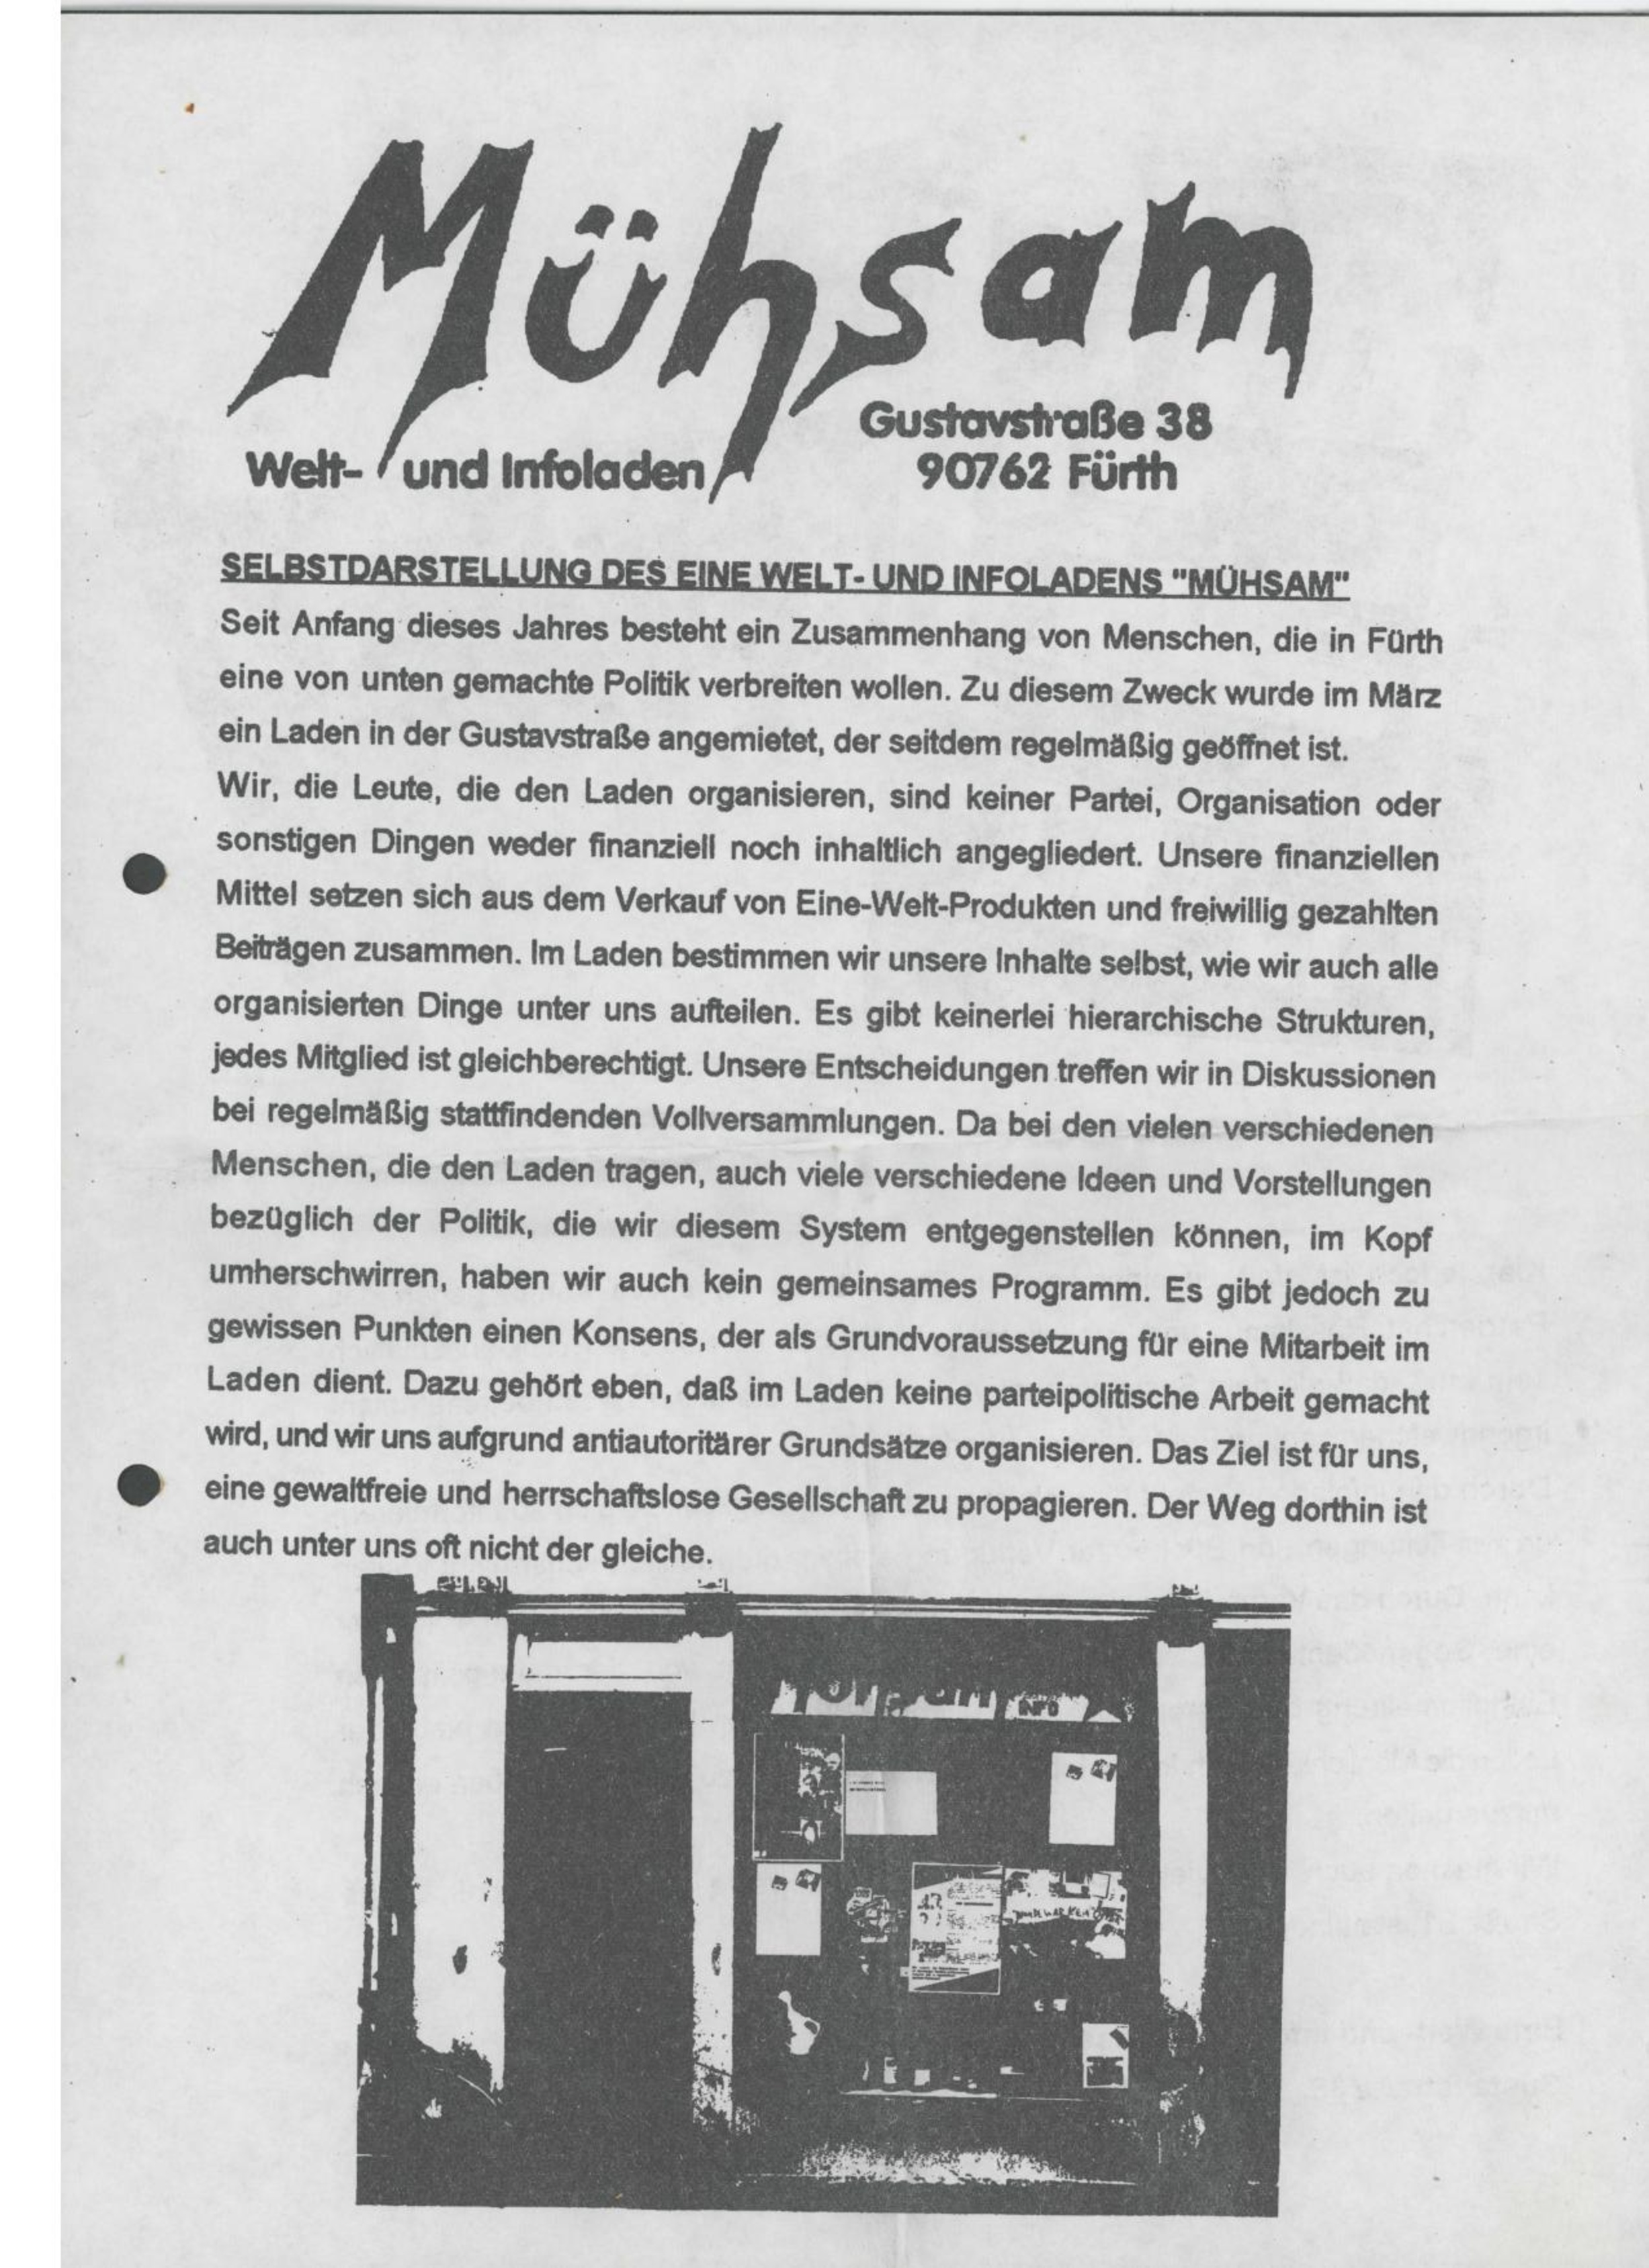 Mühsam
Gustavstraße 38
Welt- und Infoladen
90762 Fürth
SELBSTDARSTELLUNG DES EINE WELT- UND INFOLADENS "MÜHSAM"
Seit Anfang dieses Jahres besteht ein Zusammenhang von Menschen, die in Fürth
eine von unten gemachte Politik verbreiten wollen. Zu diesem Zweck wurde im März
ein Laden in der Gustavstraße angemietet, der seitdem regelmäßig geöffnet ist.
Wir, die Leute, die den Laden organisieren, sind keiner Partei, Organisation oder
sonstigen Dingen weder finanziell noch inhaltlich angegliedert. Unsere finanziellen
Mittel setzen sich aus dem Verkauf von Eine-Welt-Produkten und freiwillig gezahlten
Beiträgen zusammen. Im Laden bestimmen wir unsere Inhalte selbst, wie wir auch alle
organisierten Dinge unter uns aufteilen. Es gibt keinerlei hierarchische Strukturen,
jedes Mitglied ist gleichberechtigt. Unsere Entscheidungen treffen wir in Diskussionen
bei regelmäßig stattfindenden Vollversammlungen. Da bei den vielen verschiedenen
Menschen, die den Laden tragen, auch viele verschiedene Ideen und Vorstellungen
bezüglich der Politik, die wir diesem System entgegenstellen können, im Kopf
umherschwirren, haben wir auch kein gemeinsames Programm. Es gibt jedoch zu
gewissen Punkten einen Konsens, der als Grundvoraussetzung für eine Mitarbeit im
Laden dient. Dazu gehört eben, daß im Laden keine parteipolitische Arbeit gemacht
wird, und wir uns aufgrund antiautoritärer Grundsätze organisieren. Das Ziel ist für uns,
eine gewaltfreie und herrschaftslose Gesellschaft zu propagieren. Der Weg dorthin ist
auch unter uns oft nicht der gleiche.
INFO